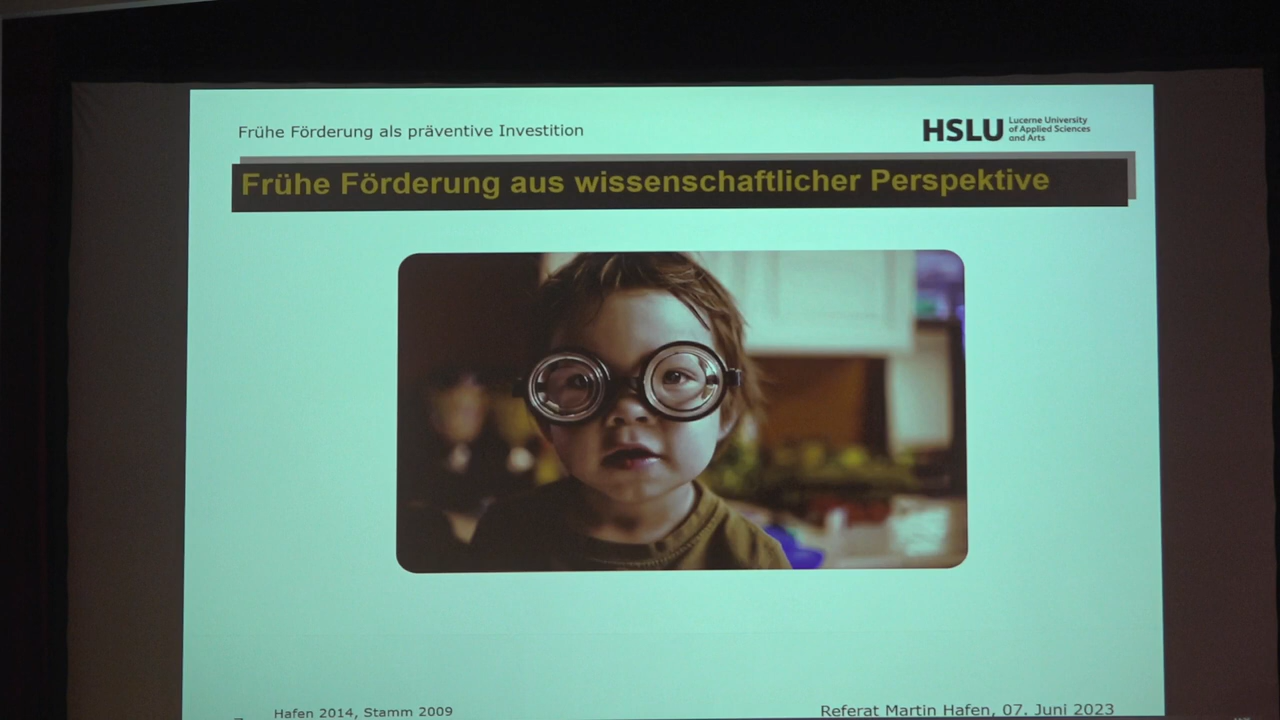 Frühe Förderung als präventive Investition
HSLU Lucerne University
of Applied Sciences
and Arts
Frühe Förderung aus wissenschaftlicher Perspektive
Hafen 2014, Stamm 2009
Referat Martin Hafen, 07. Juni 2023